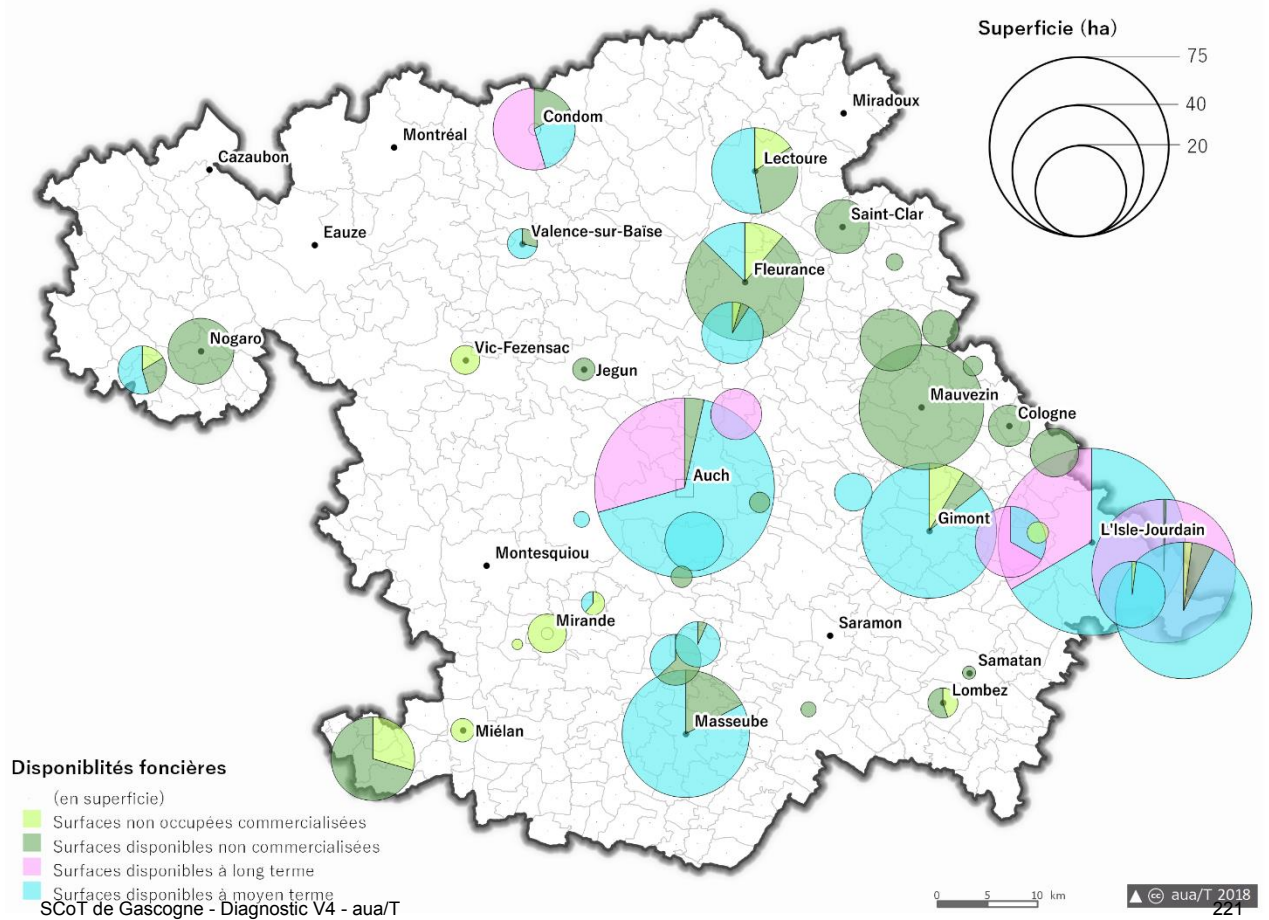 Superficie (ha)
75
40
20
Miradoux
Condom
Montréal
Cazaubon
Lectoure
Saint-Clar
Valence-sur-Baïse
Eauze
Fleurance
Nogaro
Vic-Fezensac
Jegun
Mauvezin
Cologne
Auch
Gimont
L'Isle-Jourdain
Montesquiou
Mirande
Saramon
Samatan
Lombez
Masseube
Miélan
Disponiblités foncières
(en superficie)
Surfaces non occupées commercialisées
Surfaces disponibles non commercialisées
Surfaces disponibles à long terme
Surfaces disponibles à moyen terme
0 5 10 km
cc aua/T 2018
SCoT de Gascogne - Diagnostic V4 - aua/T
221